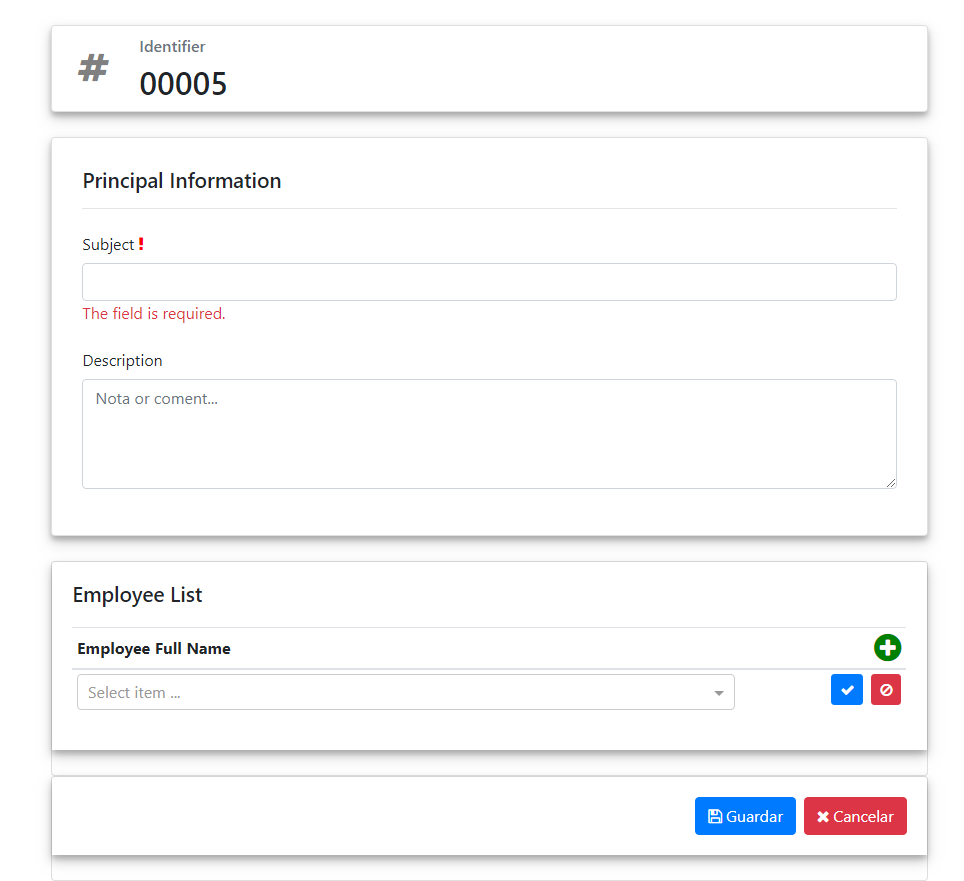 Identifier
# 00005
Principal Information
Subject !
The field is required.
Description
Nota or coment...
Employee List
Employee Full Name
Select item ...
Guardar Cancelar